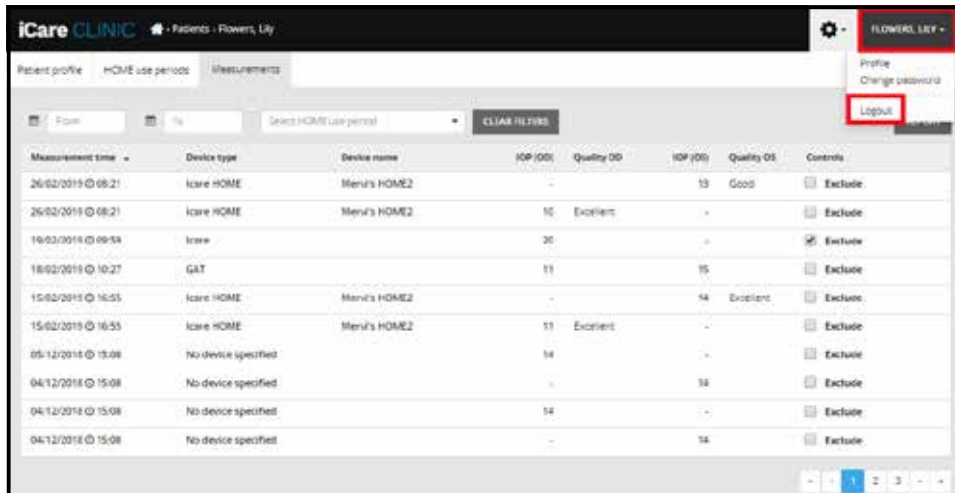 iCare CLINIC Patients Flowers, Lily FLOWERS, LILY
Patient profile HOME use periods Measurements
Profile
Change password
Logout
From To Select HOME use period CLEAR FILTERS
Measurement time Device type Device name IOP (OD) Quality OD IOP (OS) Quality OS Controls
26/02/2019 08:21 Icare HOME Mervi's HOME2 - 13 Good Exclude
26/02/2019 08:21 Icare HOME Mervi's HOME2 10 Excellent - Exclude
19/02/2019 09:59 Icare 20 - Exclude
18/02/2019 10:27 GAT 11 15 Exclude
15/02/2019 16:55 Icare HOME Mervi's HOME2 - 14 Excellent Exclude
15/02/2019 16:55 Icare HOME Mervi's HOME2 11 Excellent - Exclude
05/12/2018 15:08 No device specified 14 - Exclude
04/12/2018 15:08 No device specified - 14 Exclude
04/12/2018 15:08 No device specified 14 - Exclude
04/12/2018 15:08 No device specified - 14 Exclude
1 2 3